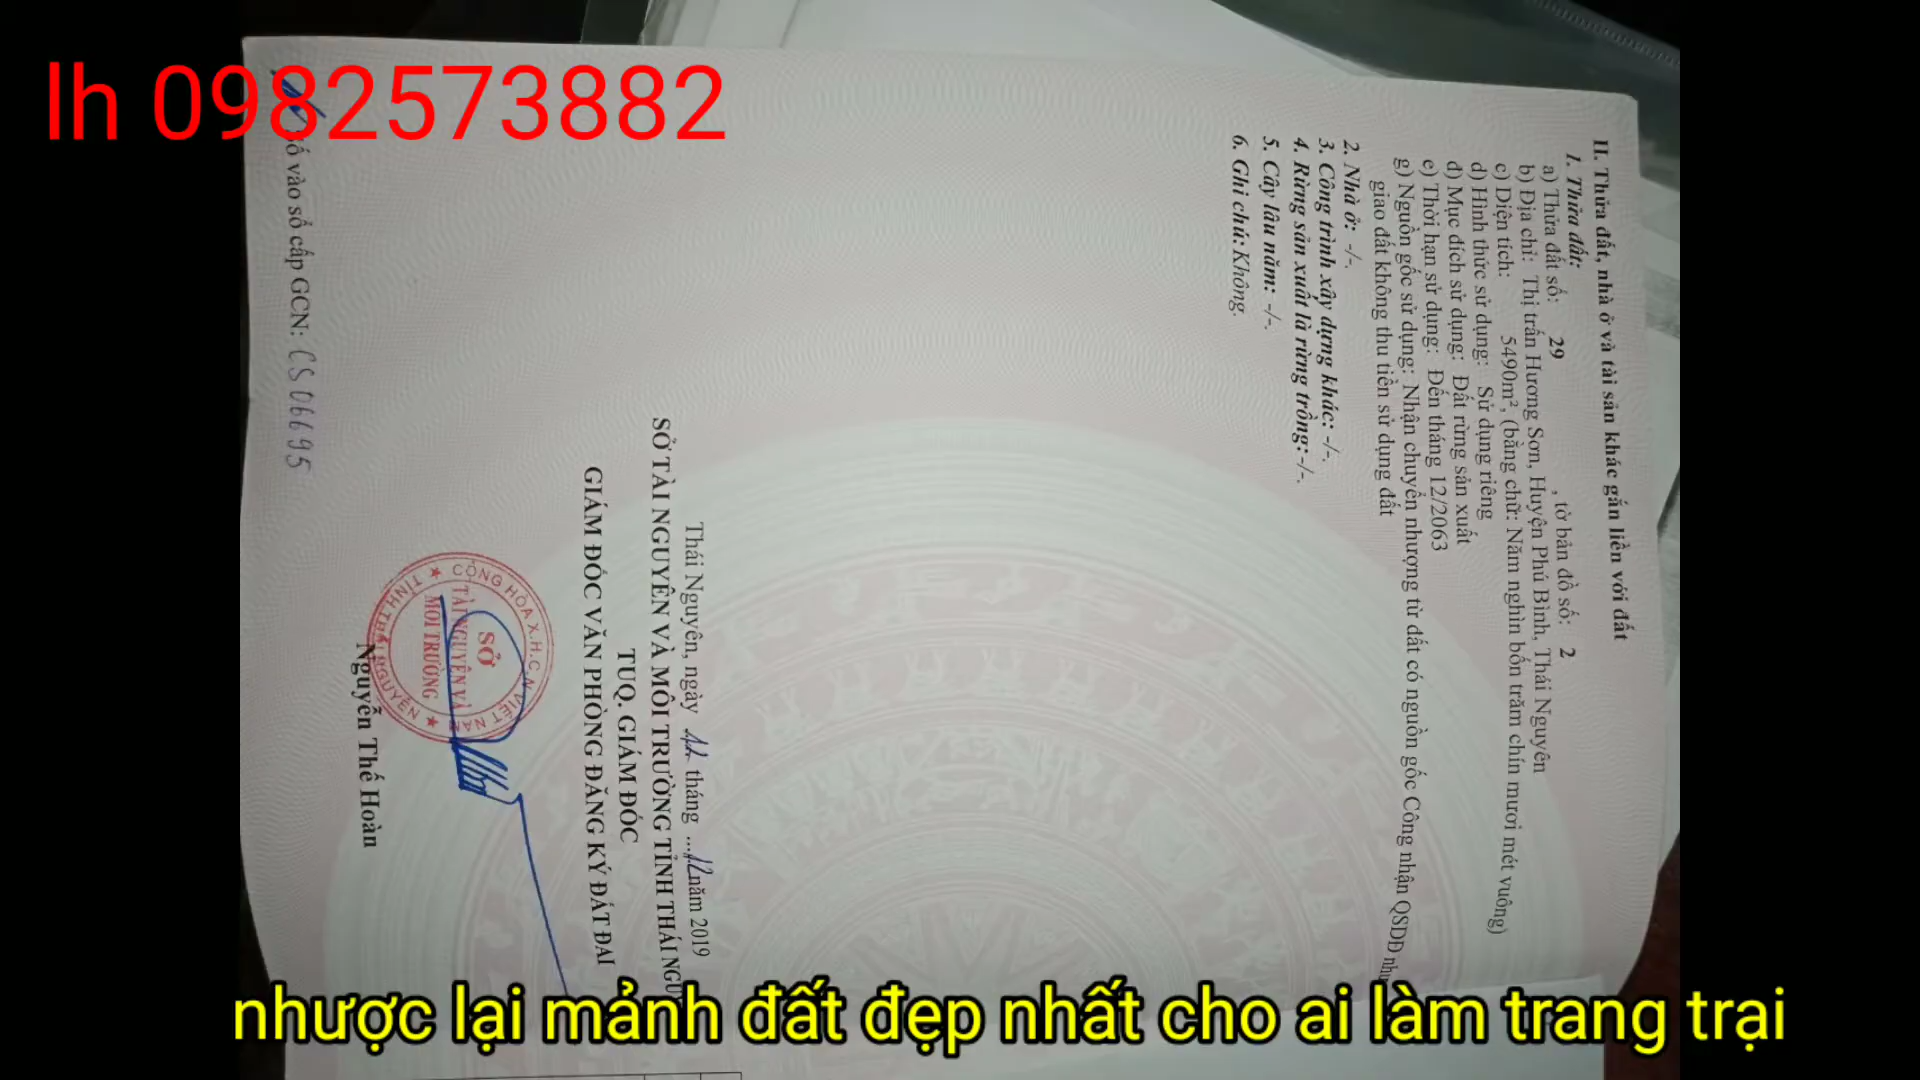 lh 0982573882
II. Thửa đất, nhà ở và tài sản khác gắn liền với đất
1. Thửa đất:
a) Thửa đất số: 29 , tờ bản đồ số: 2
b) Địa chỉ: Thị trấn Hương Sơn, Huyện Phú Bình, Thái Nguyên
c) Diện tích: 5490m², (bằng chữ: Năm nghìn bốn trăm chín mươi mét vuông)
d) Hình thức sử dụng: Sử dụng riêng
đ) Mục đích sử dụng: Đất rừng sản xuất
e) Thời hạn sử dụng: Đến tháng 12/2063
g) Nguồn gốc sử dụng: Nhận chuyển nhượng từ đất có nguồn gốc Công nhận QSDĐ như
giao đất không thu tiền sử dụng đất
2. Nhà ở: -/-.
3. Công trình xây dựng khác: -/-.
4. Rừng sản xuất là rừng trồng: -/-.
5. Cây lâu năm: -/-.
6. Ghi chú: Không.
Thái Nguyên, ngày 12 tháng ...12 năm 2019
SỞ TÀI NGUYÊN VÀ MÔI TRƯỜNG TỈNH THÁI NGUY
TUQ. GIÁM ĐỐC
GIÁM ĐỐC VĂN PHÒNG ĐĂNG KÝ ĐẤT ĐAI
CỘNG HÒA X.H.C.N VIỆT NAM
TỈNH THÁI NGUYÊN
SỞ
TÀI NGUYÊN VÀ
MÔI TRƯỜNG
Nguyễn Thế Hoàn
Số vào sổ cấp GCN: CS06695
nhược lại mảnh đất đẹp nhất cho ai làm trang trại